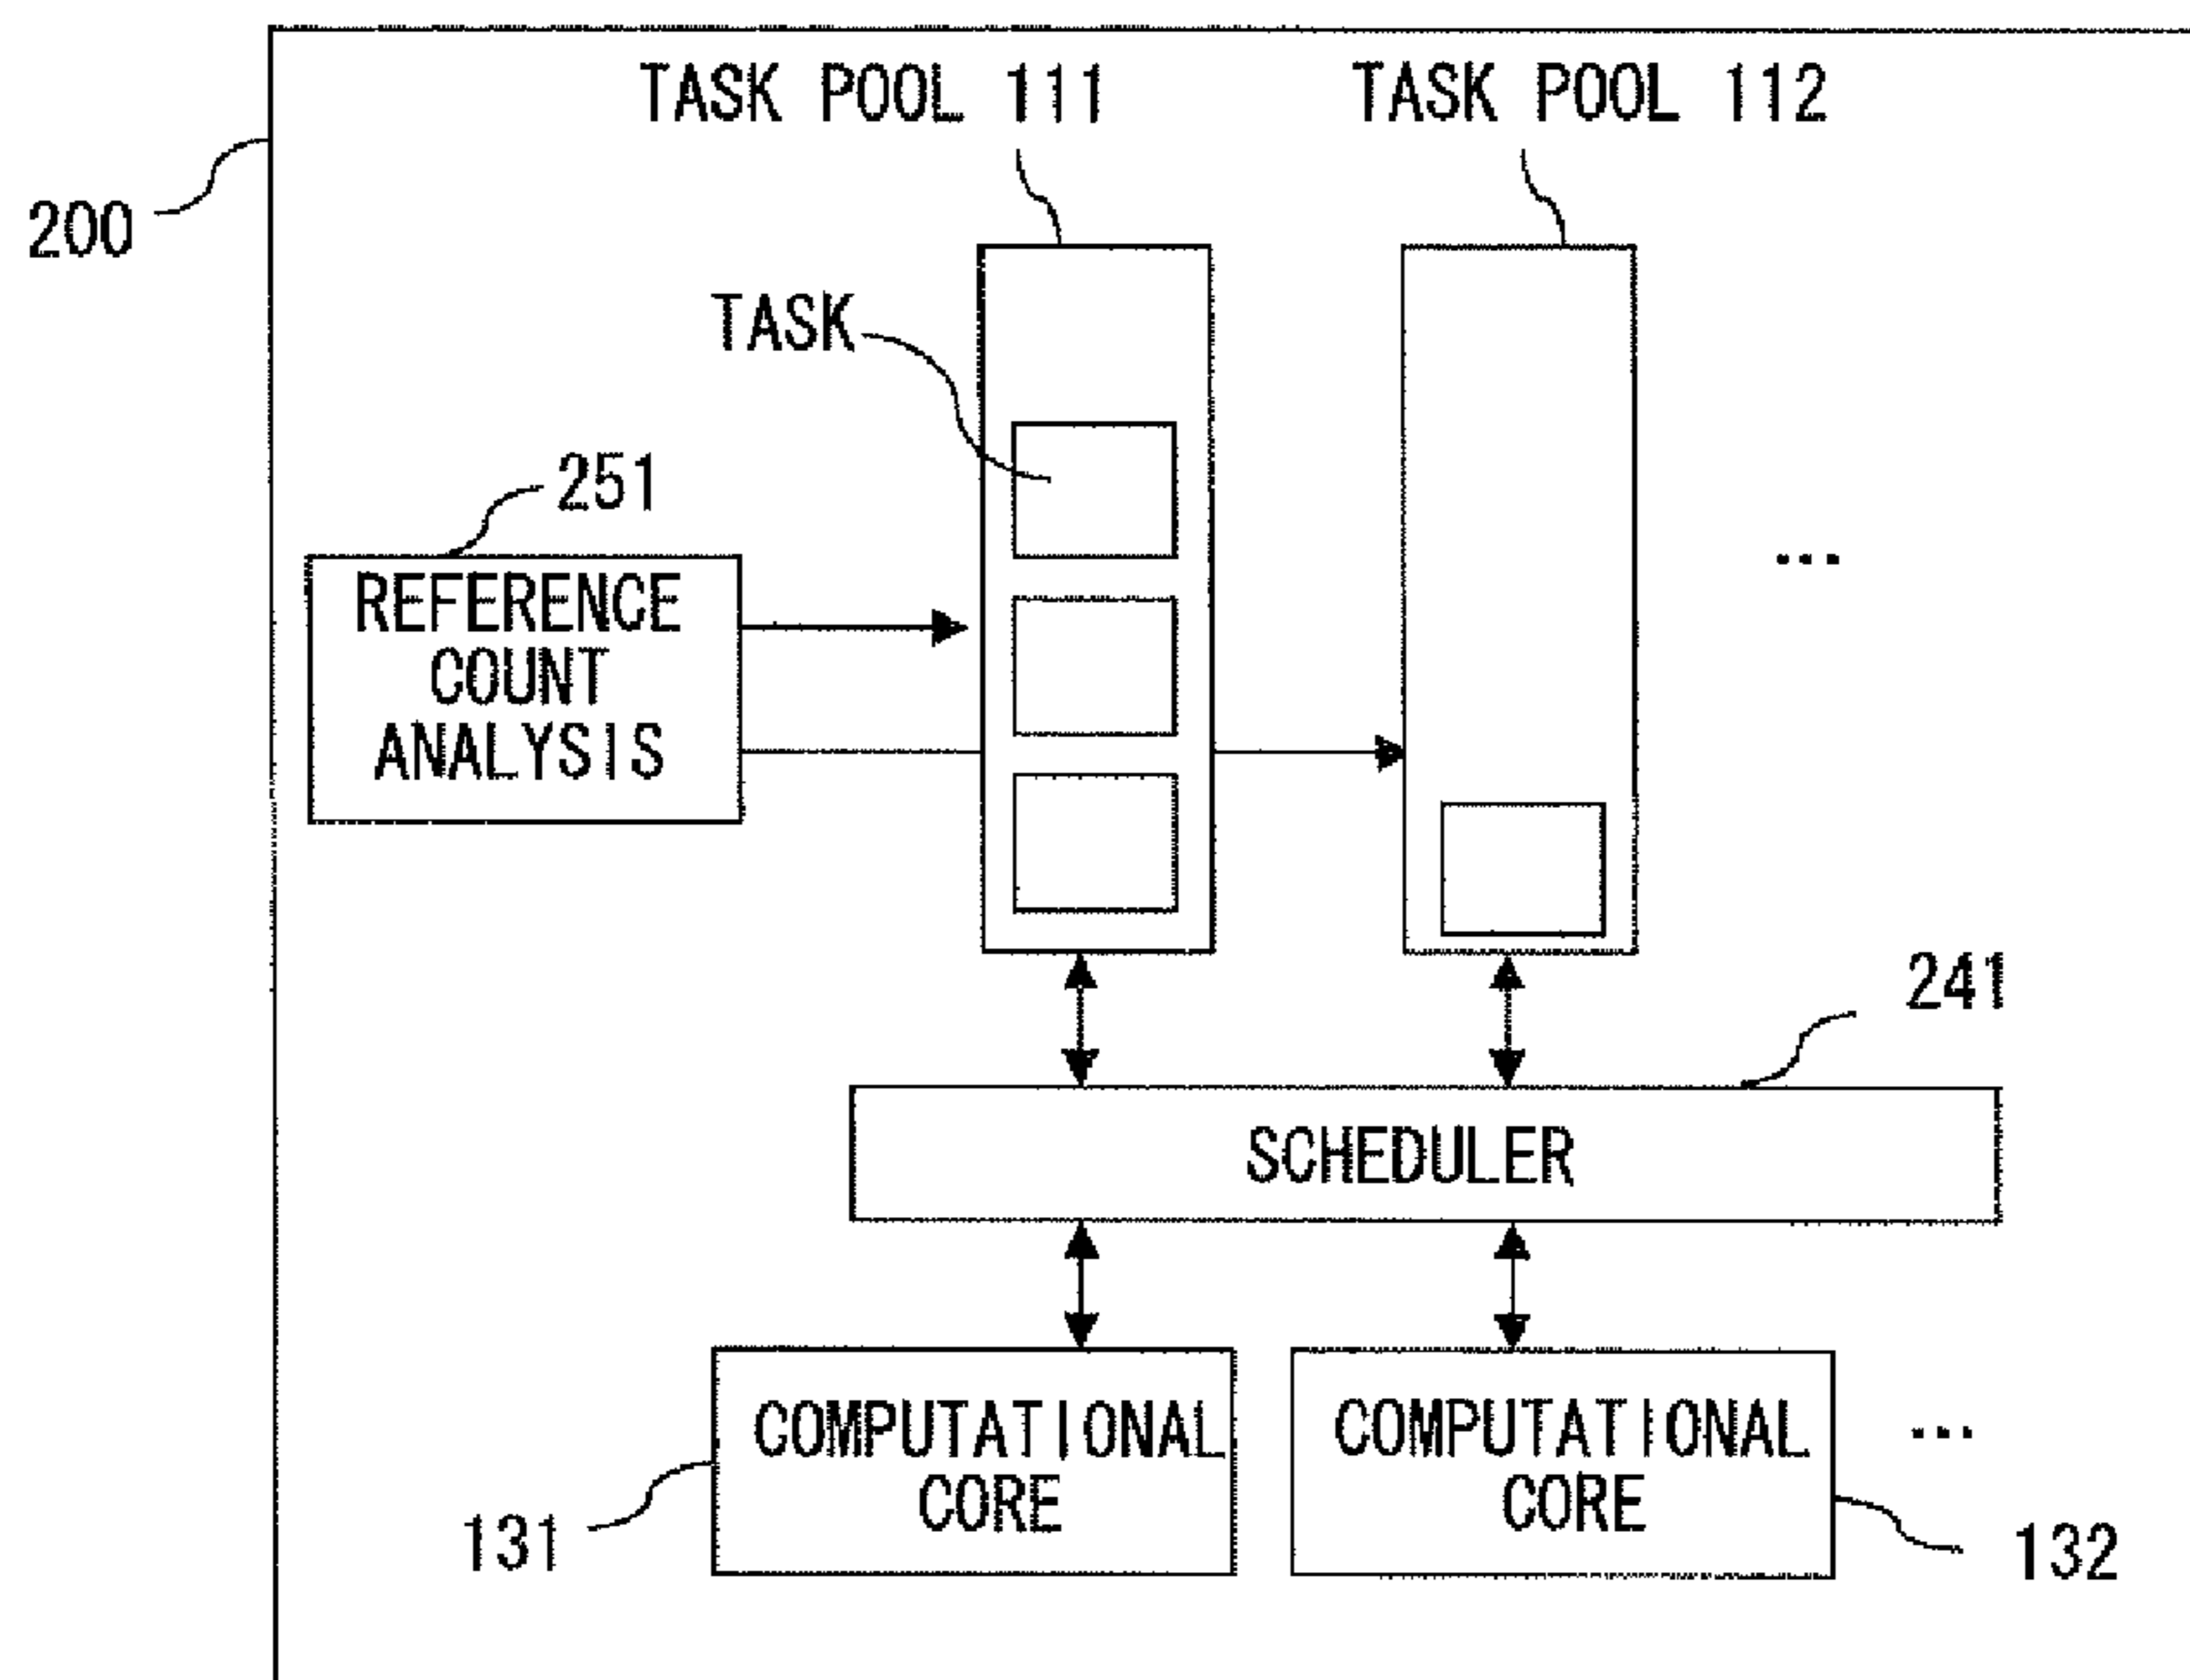 TASK POOL 111
TASK POOL 112
200
TASK
251
REFERENCE
COUNT
ANALYSIS
...
241
SCHEDULER
COMPUTATIONAL
CORE
COMPUTATIONAL
CORE
...
131
132